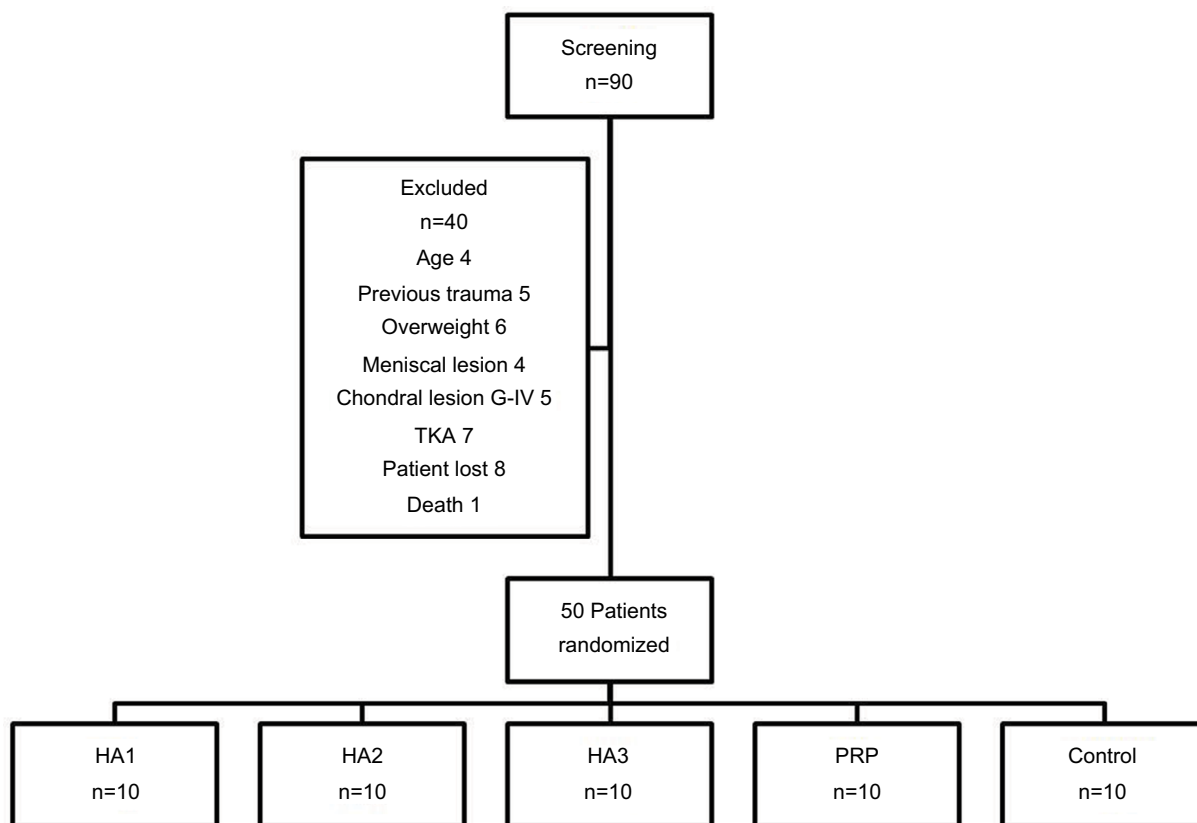 Screening
n=90
Excluded
n=40
Age 4
Previous trauma 5
Overweight 6
Meniscal lesion 4
Chondral lesion G-IV 5
TKA 7
Patient lost 8
Death 1
50 Patients
randomized
HA1
n=10
HA2
n=10
HA3
n=10
PRP
n=10
Control
n=10